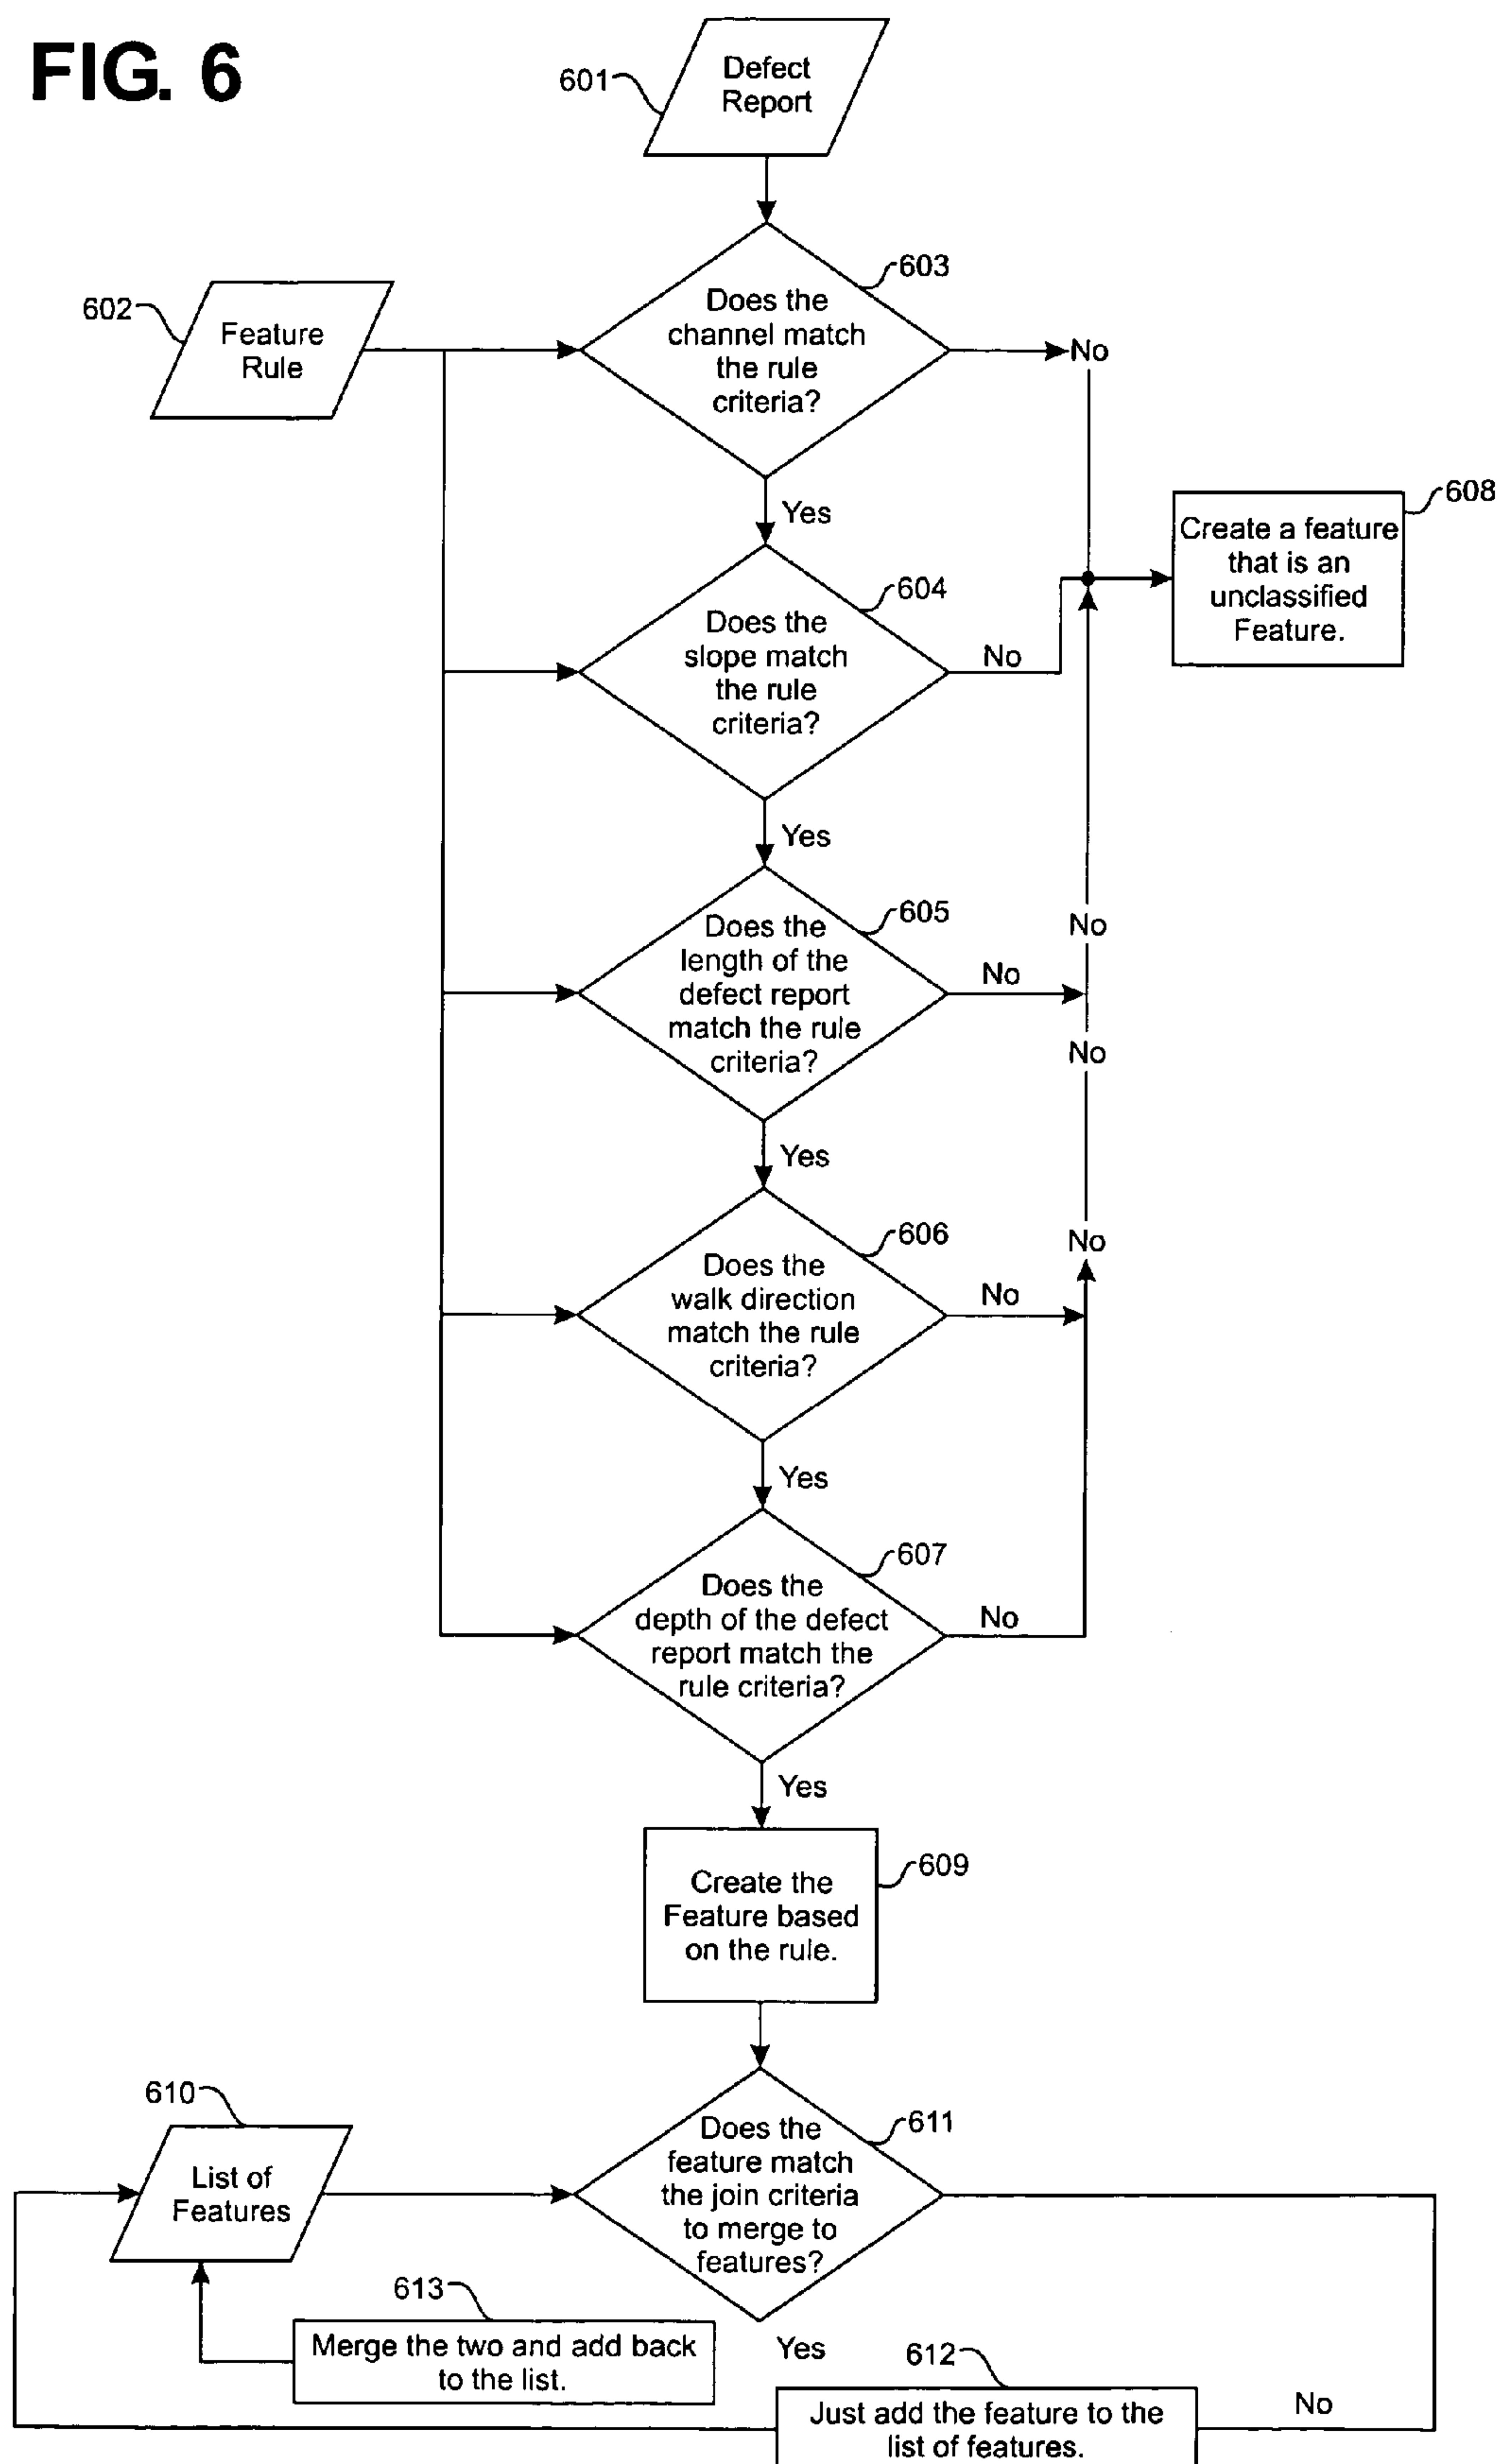 FIG. 6
601
Defect
Report
602
Feature
Rule
603
Does the
channel match
the rule
criteria?
No
Yes
608
Create a feature
that is an
unclassified
Feature.
604
Does the
slope match
the rule
criteria?
No
Yes
605
Does the
length of the
defect report
match the rule
criteria?
No
No
No
Yes
606
Does the
walk direction
match the rule
criteria?
No
No
Yes
607
Does the
depth of the defect
report match the
rule criteria?
No
Yes
609
Create the
Feature based
on the rule.
610
List of
Features
611
Does the
feature match
the join criteria
to merge to
features?
613
Merge the two and add back
to the list.
Yes
612
Just add the feature to the
list of features.
No